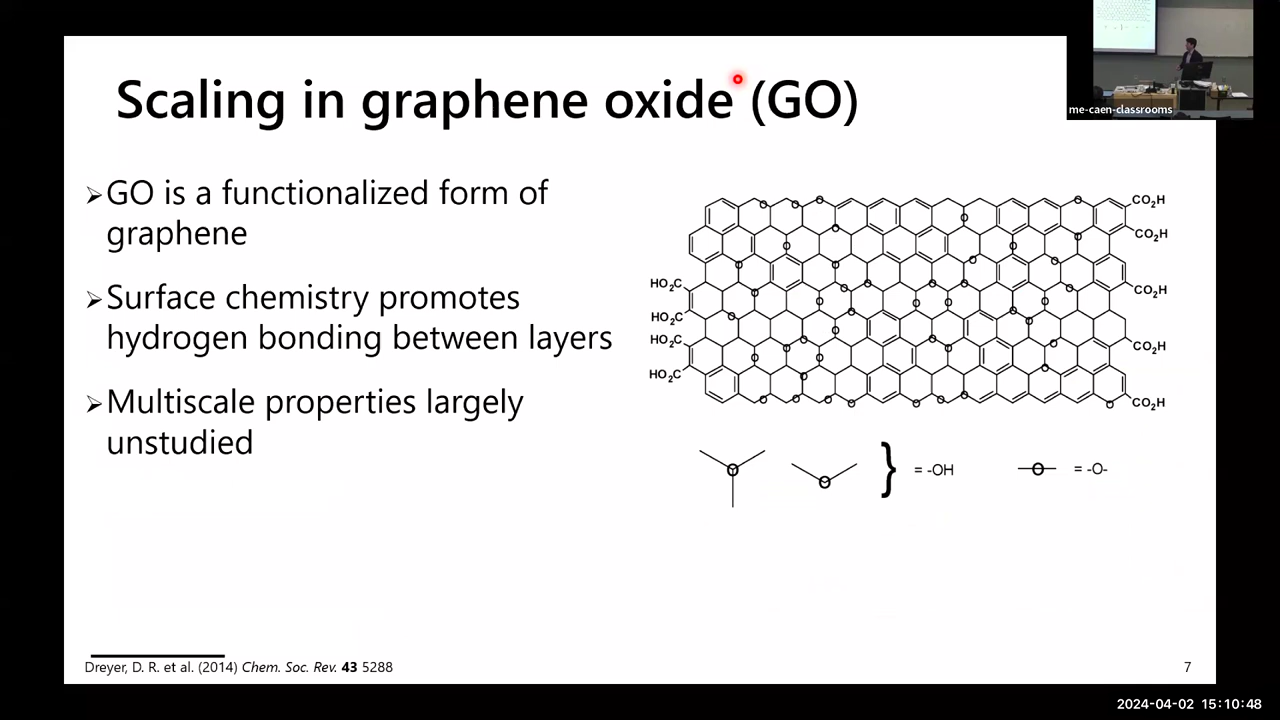 Scaling in graphene oxide (GO)
me-caen-classrooms
➢GO is a functionalized form of
graphene
➢Surface chemistry promotes
hydrogen bonding between layers
➢Multiscale properties largely
unstudied
CO2H
CO2H
HO2C
CO2H
HO2C
HO2C
CO2H
HO2C
CO2H
O } = -OH
O
O = -O-
Dreyer, D. R. et al. (2014) Chem. Soc. Rev. 43 5288
7
2024-04-02 15:10:48